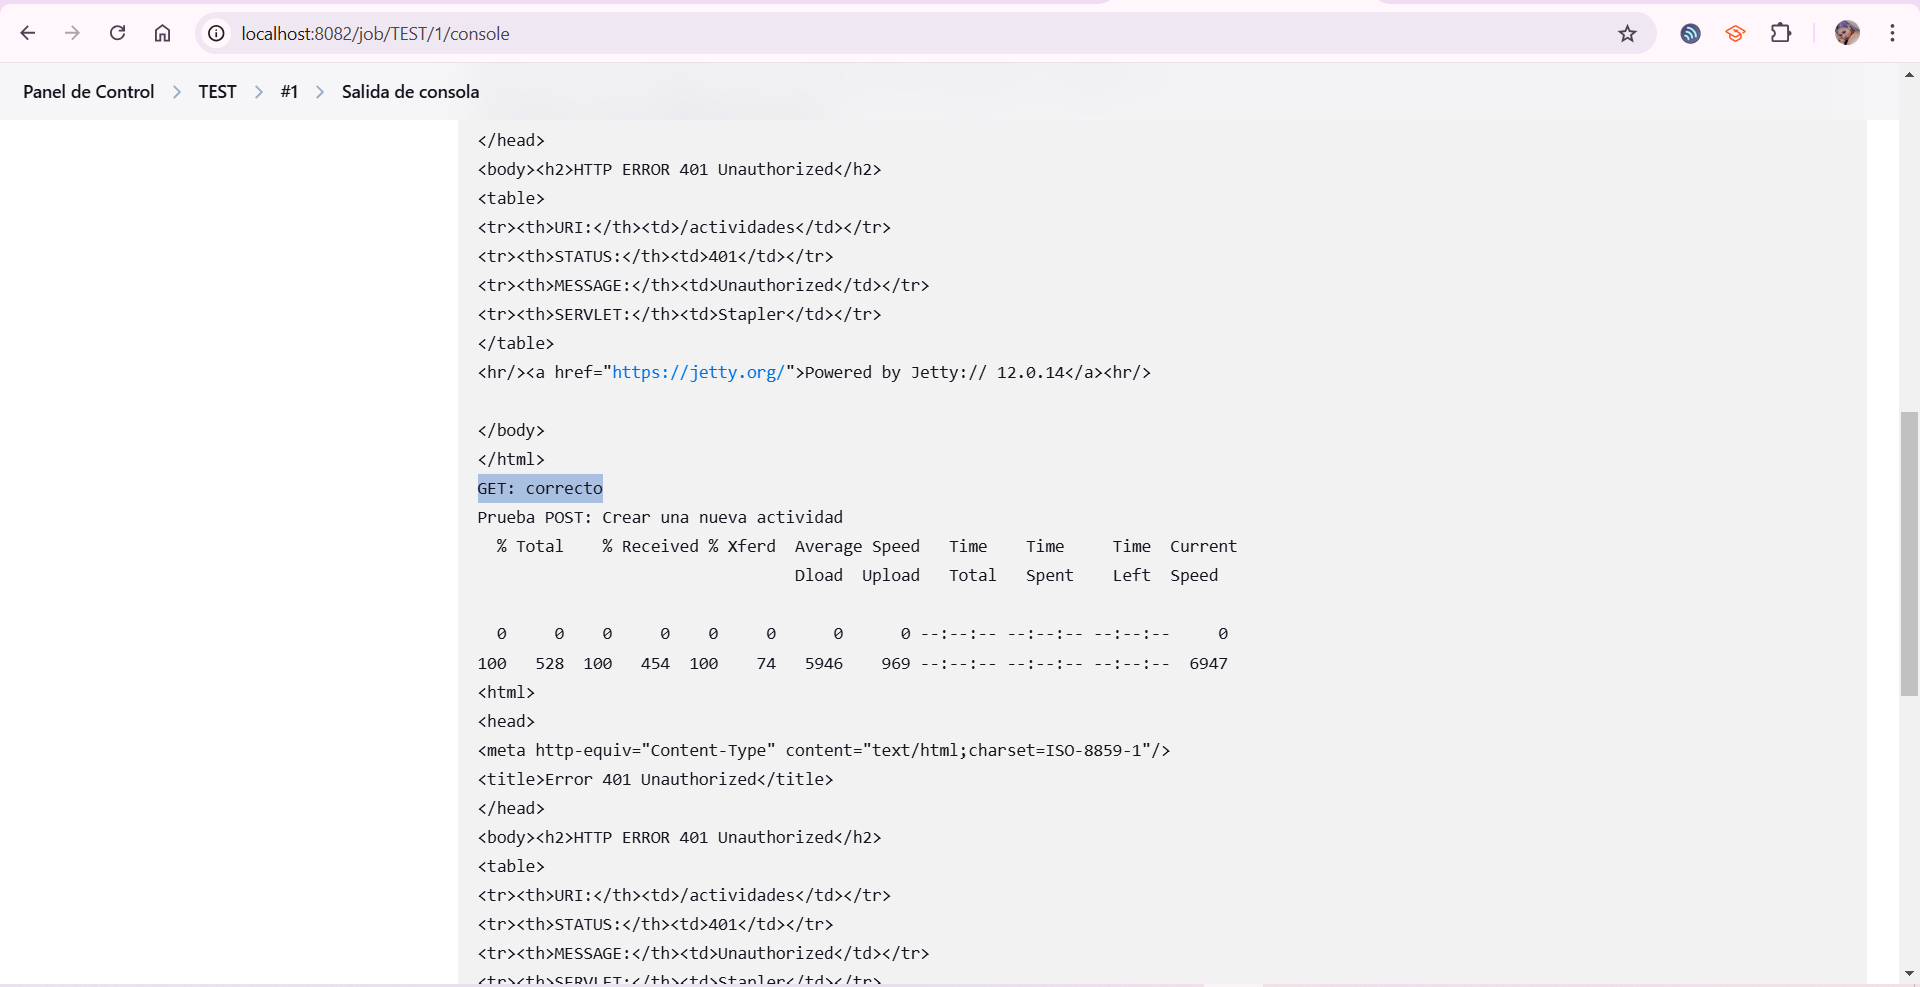 localhost:8082/job/TEST/1/console
Panel de Control > TEST > #1 > Salida de consola
</head>
<body><h2>HTTP ERROR 401 Unauthorized</h2>
<table>
<tr><th>URI:</th><td>/actividades</td></tr>
<tr><th>STATUS:</th><td>401</td></tr>
<tr><th>MESSAGE:</th><td>Unauthorized</td></tr>
<tr><th>SERVLET:</th><td>Stapler</td></tr>
</table>
<hr/><a href="https://jetty.org/">Powered by Jetty:// 12.0.14</a><hr/>
</body>
</html>
GET: correcto
Prueba POST: Crear una nueva actividad
  % Total    % Received % Xferd  Average Speed   Time    Time     Time  Current
                                 Dload  Upload   Total   Spent    Left  Speed
  0     0    0     0    0     0      0      0 --:--:-- --:--:-- --:--:--     0
100   528  100   454  100    74   5946    969 --:--:-- --:--:-- --:--:--  6947
<html>
<head>
<meta http-equiv="Content-Type" content="text/html;charset=ISO-8859-1"/>
<title>Error 401 Unauthorized</title>
</head>
<body><h2>HTTP ERROR 401 Unauthorized</h2>
<table>
<tr><th>URI:</th><td>/actividades</td></tr>
<tr><th>STATUS:</th><td>401</td></tr>
<tr><th>MESSAGE:</th><td>Unauthorized</td></tr>
<tr><th>SERVLET:</th><td>Stapler</td></tr>